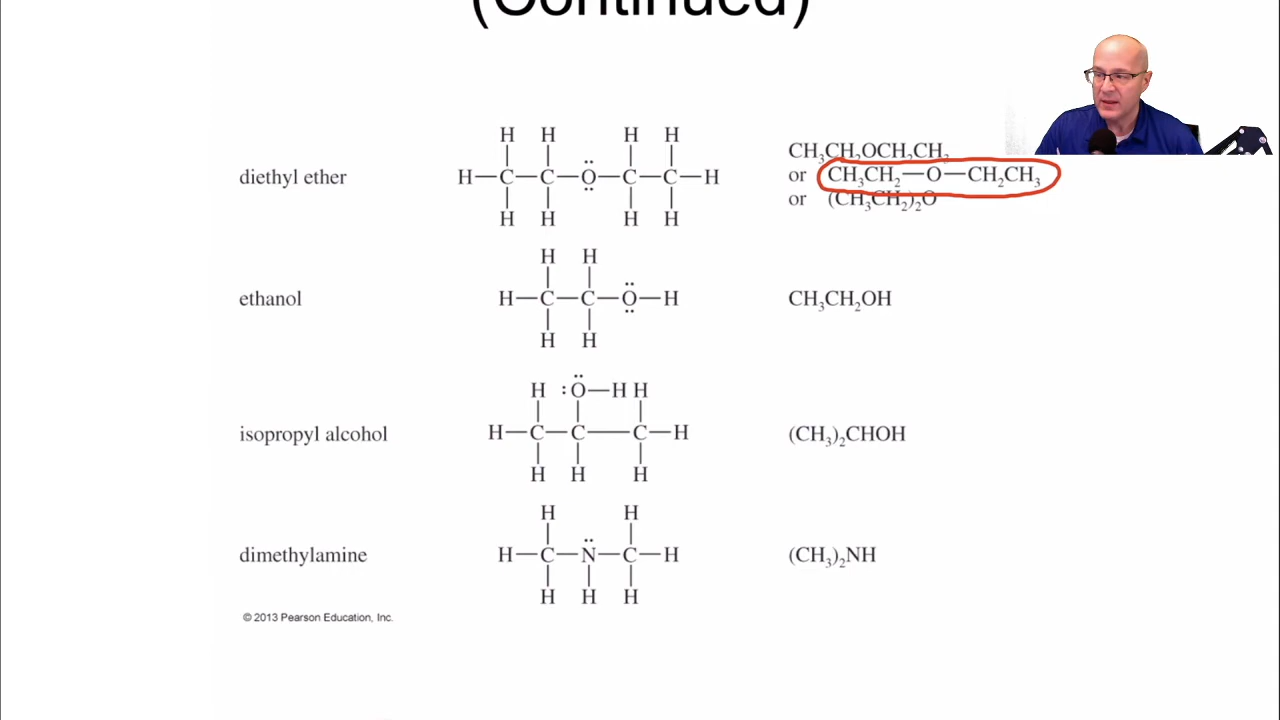 (Continued)
H H H H
diethyl ether H—C—C—Ö—C—C—H
H H H H
CH₃CH₂OCH₂CH₃
or CH₃CH₂—O—CH₂CH₃
or (CH₃CH₂)₂O
H H
ethanol H—C—C—Ö—H CH₃CH₂OH
H H
H :Ö—H H
isopropyl alcohol H—C—C—C—H (CH₃)₂CHOH
H H H
H H
dimethylamine H—C—N̈—C—H (CH₃)₂NH
H H H
© 2013 Pearson Education, Inc.